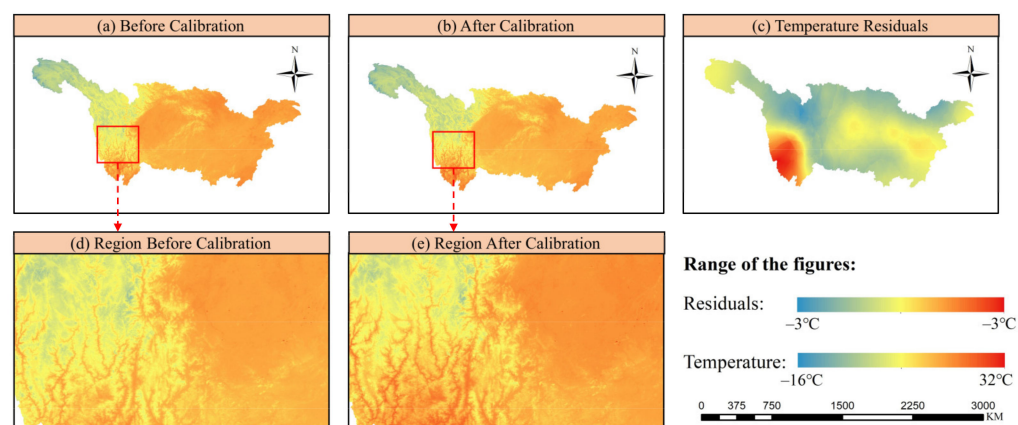 (a) Before Calibration
(b) After Calibration
(c) Temperature Residuals
N
N
N
(d) Region Before Calibration
(e) Region After Calibration
Range of the figures:
Residuals:
−3°C
−3°C
Temperature:
−16°C
32°C
0 375 750 1500 2250 3000
KM